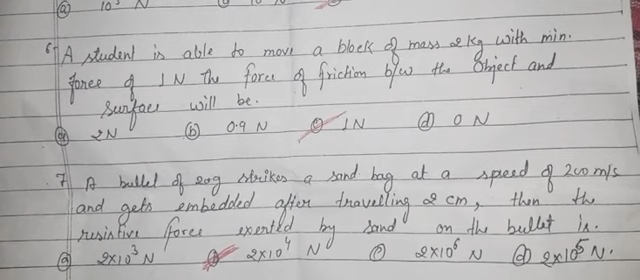 (a) 10³ N
6. A student is able to move a block of mass 2kg with min.
force of 1N the force of friction b/w the Object and
surface will be.
(a) 2N (b) 0.9 N (c) 1N (d) 0 N
7. A bullet of 20g strikes a sand bag at a speed of 200 m/s
and gets embedded after travelling 2 cm, then the
resistive force exerted by sand on the bullet is.
(a) 2×10³ N (b) 2×10⁴ N (c) 2×10⁶ N (d) 2×10⁵ N.